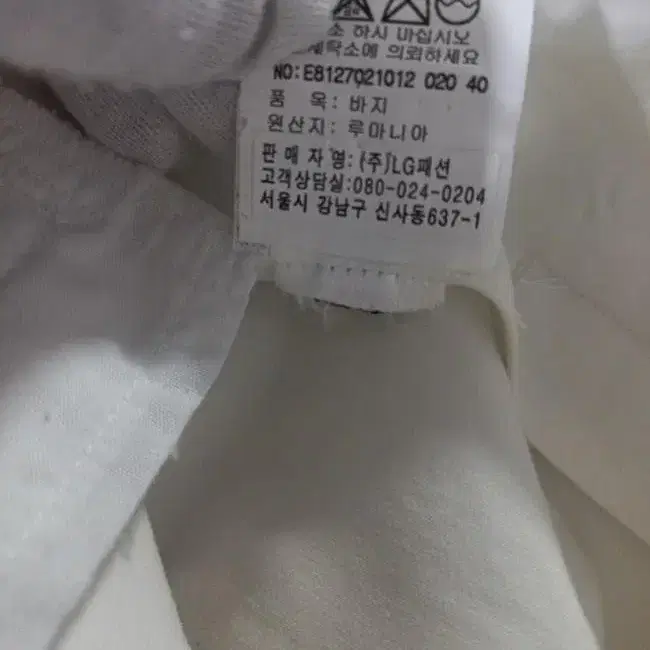 소 하시 마십시오
세탁소에 의뢰하세요
NO:E8127021012 020 40
품 목:바지
원산지:루마니아
판 매 자 명:(주)LG패션
고객상담실:080-024-0204
서울시 강남구 신사동637-1